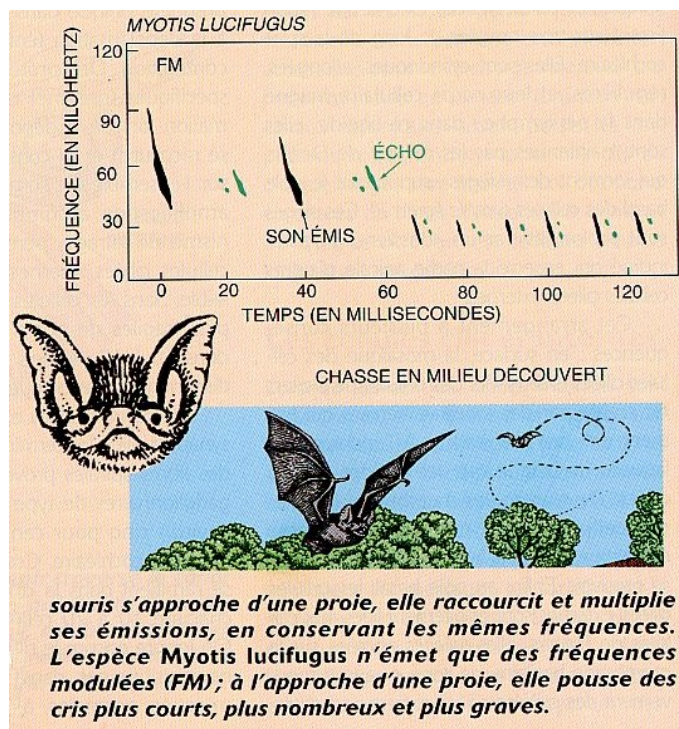 MYOTIS LUCIFUGUS
FRÉQUENCE (EN KILOHERTZ)
120
90
60
30
0
FM
ÉCHO
SON ÉMIS
0 20 40 60 80 100 120
TEMPS (EN MILLISECONDES)
CHASSE EN MILIEU DÉCOUVERT
souris s'approche d'une proie, elle raccourcit et multiplie
ses émissions, en conservant les mêmes fréquences.
L'espèce Myotis lucifugus n'émet que des fréquences
modulées (FM) ; à l'approche d'une proie, elle pousse des
cris plus courts, plus nombreux et plus graves.